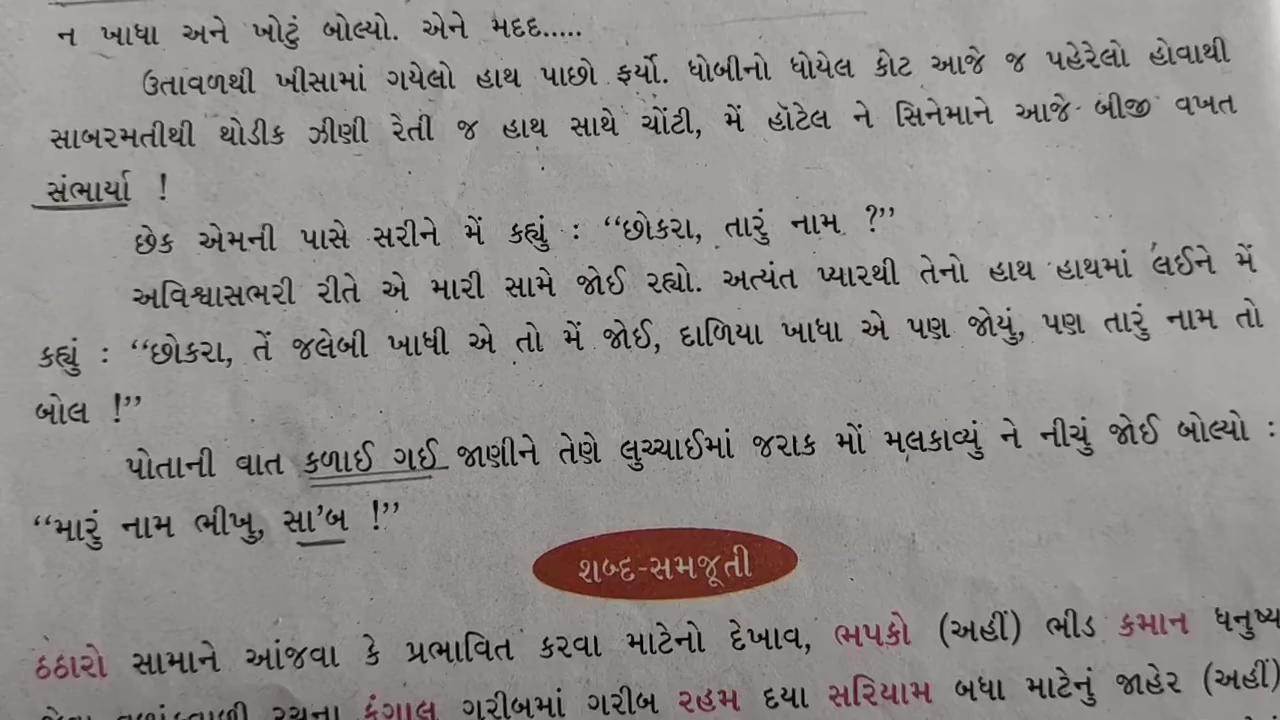 ન ખાધા અને ખોટું બોલ્યો. એને મદદ.....
ઉતાવળથી ખીસામાં ગયેલો હાથ પાછો ફર્યો. ધોબીનો ધોયેલ કોટ આજે જ પહેરેલો હોવાથી
સાબરમતીથી થોડીક ઝીણી રેતી જ હાથ સાથે ચોંટી, મેં હૉટેલ ને સિનેમાને આજે બીજી વખત
સંભાર્યા !
છેક એમની પાસે સરીને મેં કહ્યું : “છોકરા, તારું નામ ?”
અવિશ્વાસભરી રીતે એ મારી સામે જોઈ રહ્યો. અત્યંત પ્યારથી તેનો હાથ હાથમાં લઈને મેં
કહ્યું : “છોકરા, તેં જલેબી ખાધી એ તો મેં જોઈ, દાળિયા ખાધા એ પણ જોયું, પણ તારું નામ તો
બોલ !”
પોતાની વાત કળાઈ ગઈ જાણીને તેણે લુચ્ચાઈમાં જરાક મોં મલકાવ્યું ને નીચું જોઈ બોલ્યો :
“મારું નામ ભીખુ, સા'બ !”
શબ્દ-સમજૂતી
ઠઠારો સામાને આંજવા કે પ્રભાવિત કરવા માટેનો દેખાવ, ભપકો (અહીં) ભીડ કમાન ધનુષ્ય
રચના કંગાલ ગરીબમાં ગરીબ રહમ દયા સરિયામ બધા માટેનું જાહેર (અહીં)